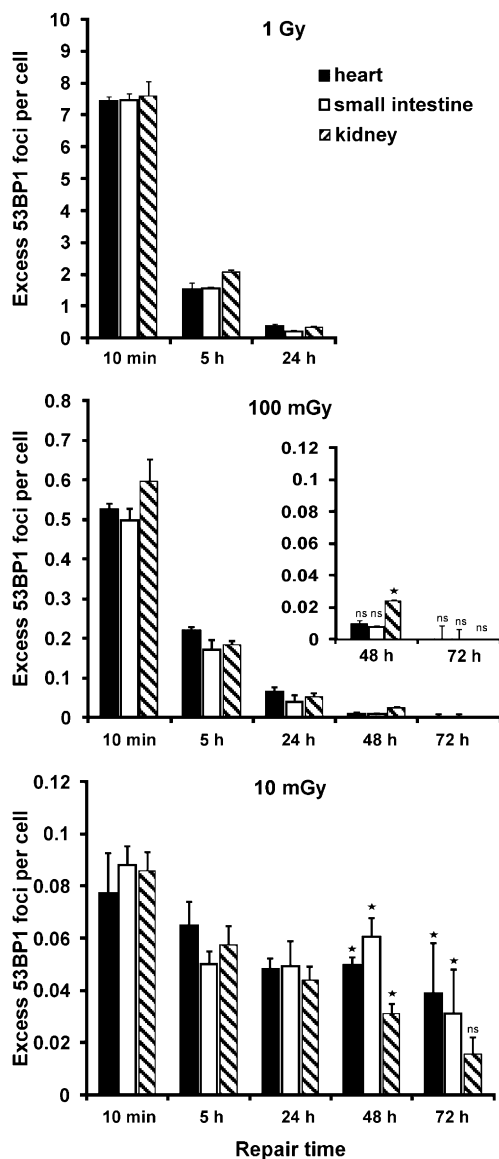 1 Gy
heart
small intestine
kidney
Excess 53BP1 foci per cell
10
9
8
7
6
5
4
3
2
1
0
10 min 5 h 24 h
100 mGy
Excess 53BP1 foci per cell
0.8
0.7
0.6
0.5
0.4
0.3
0.2
0.1
0
0.12
0.1
0.08
0.06
0.04
0.02
0
ns ns ★ ns ns ns
48 h 72 h
10 min 5 h 24 h 48 h 72 h
10 mGy
Excess 53BP1 foci per cell
0.12
0.1
0.08
0.06
0.04
0.02
0
★ ★ ★ ★ ★ ns
10 min 5 h 24 h 48 h 72 h
Repair time